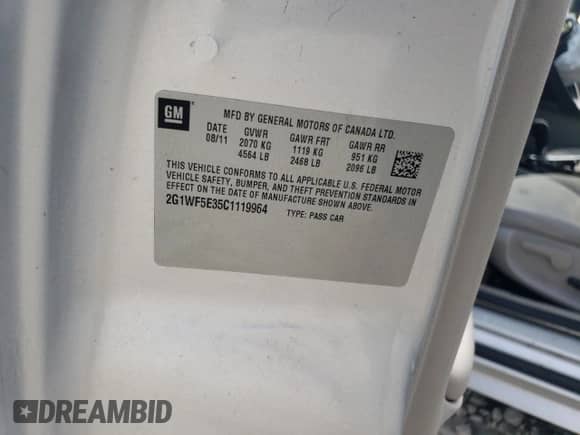 GM
MFD BY GENERAL MOTORS OF CANADA LTD.
DATE GVWR GAWR FRT GAWR RR
08/11 2070 KG 1119 KG 951 KG
4564 LB 2468 LB 2096 LB
THIS VEHICLE CONFORMS TO ALL APPLICABLE U.S. FEDERAL MOTOR
VEHICLE SAFETY, BUMPER, AND THEFT PREVENTION STANDARDS IN
EFFECT ON THE DATE OF MANUFACTURE SHOWN ABOVE.
2G1WF5E35C1119964 TYPE: PASS CAR
DREAMBID